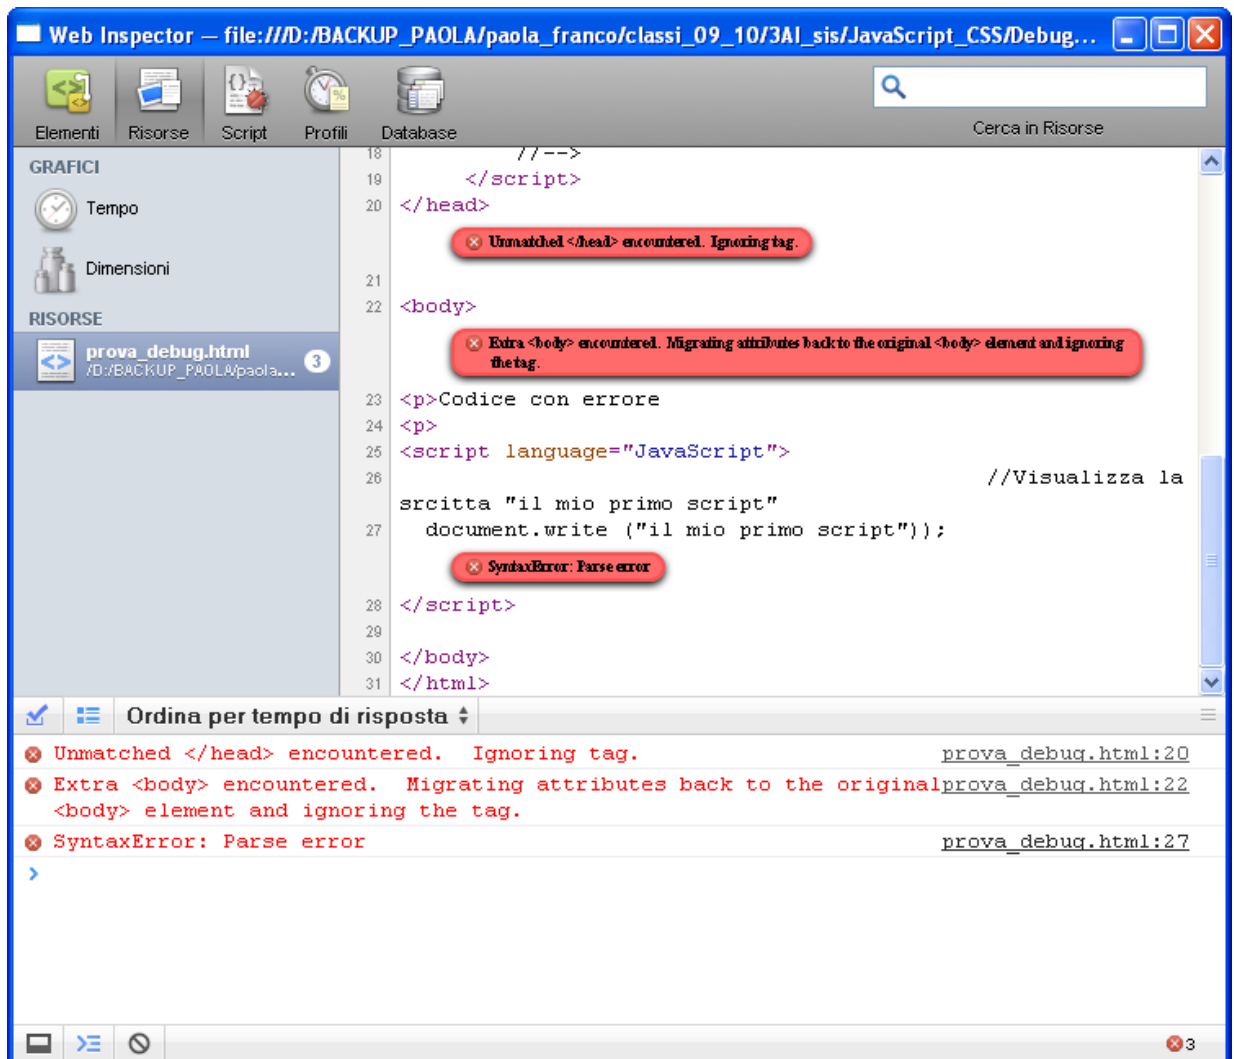 Web Inspector — file:///D:/BACKUP_PAOLA/paola_franco/classi_09_10/3AI_sis/JavaScript_CSS/Debug...
Elementi Risorse Script Profili Database
Cerca in Risorse
GRAFICI
Tempo
Dimensioni
RISORSE
prova_debug.html
/D:/BACKUP_PAOLA/paola...
3
18 //-->
19 </script>
20 </head>
Unmatched </head> encountered. Ignoring tag.
21
22 <body>
Extra <body> encountered. Migrating attributes back to the original <body> element and ignoring
the tag.
23 <p>Codice con errore
24 <p>
25 <script language="JavaScript">
26 //Visualizza la
srcitta "il mio primo script"
27 document.write ("il mio primo script"));
SyntaxError: Parse error
28 </script>
29
30 </body>
31 </html>
Ordina per tempo di risposta
Unmatched </head> encountered. Ignoring tag. prova_debug.html:20
Extra <body> encountered. Migrating attributes back to the original prova_debug.html:22
<body> element and ignoring the tag.
SyntaxError: Parse error prova_debug.html:27
3